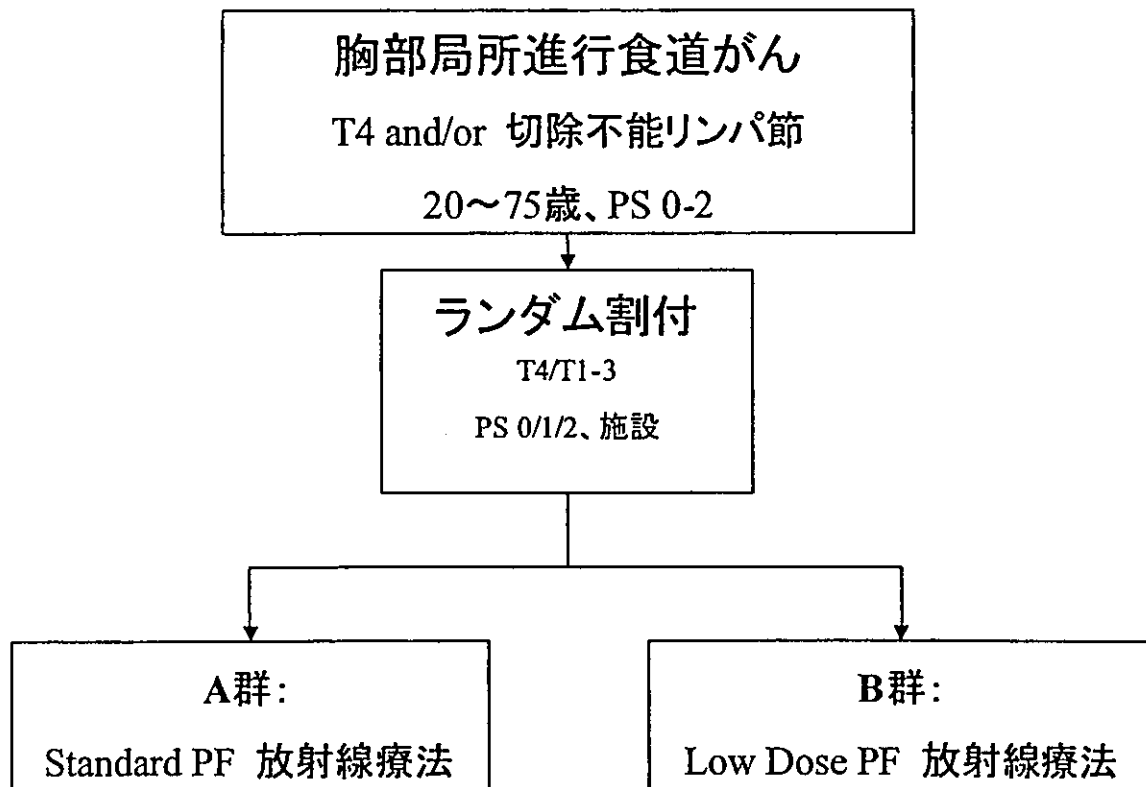 胸部局所進行食道がん
T4 and/or 切除不能リンパ節
20～75歳、PS 0-2
ランダム割付
T4/T1-3
PS 0/1/2、施設
A群:
Standard PF 放射線療法
B群:
Low Dose PF 放射線療法